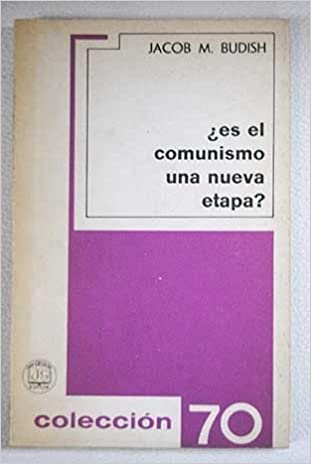 JACOB M. BUDISH
¿es el
comunismo
una nueva
etapa?
colección 70